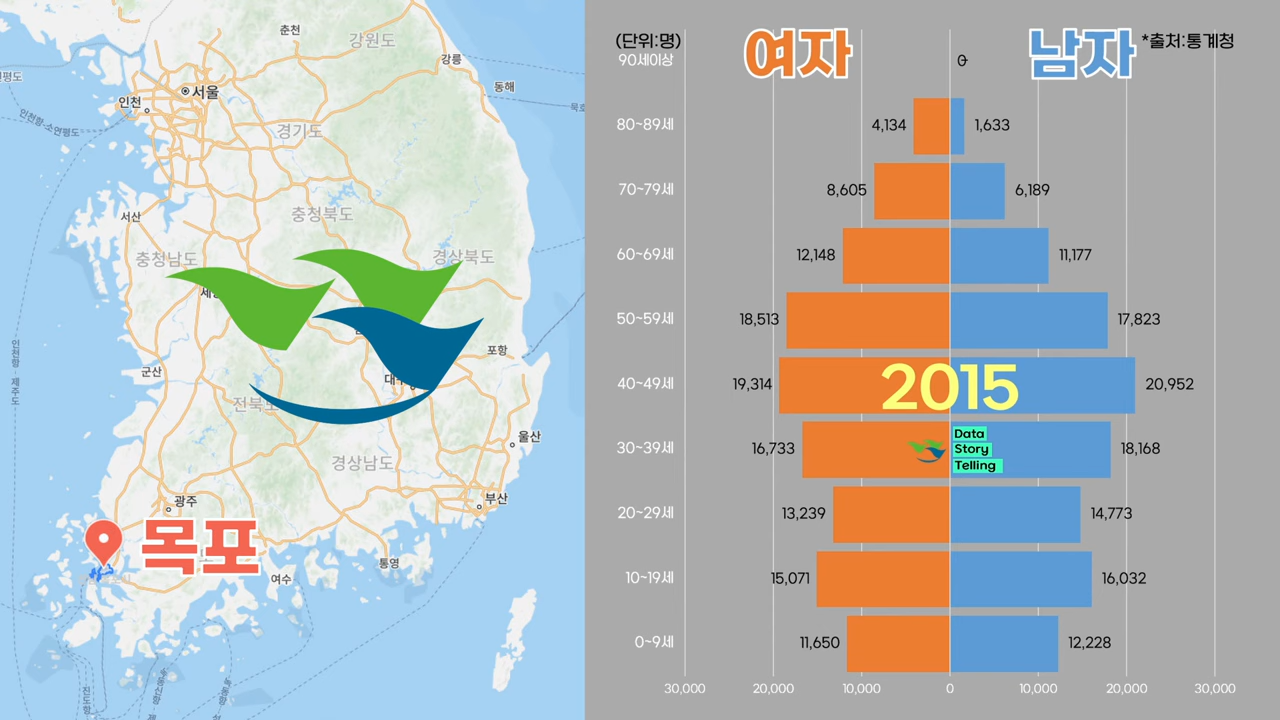 춘천
강원도
강릉
서울
인천
동해
인천항-소연평도
경기도
서산
충청북도
충청남도
경상북도
포항
군산
전북
인천항-제주도
울산
경상남도
광주
부산
목포
여수
통영
(단위:명)
여자
남자
*출처:통계청
90세이상
0
80~89세
4,134
1,633
70~79세
8,605
6,189
60~69세
12,148
11,177
50~59세
18,513
17,823
40~49세
19,314
2015
20,952
30~39세
16,733
Data
Story
Telling
18,168
20~29세
13,239
14,773
10~19세
15,071
16,032
0~9세
11,650
12,228
30,000 20,000 10,000 0 10,000 20,000 30,000